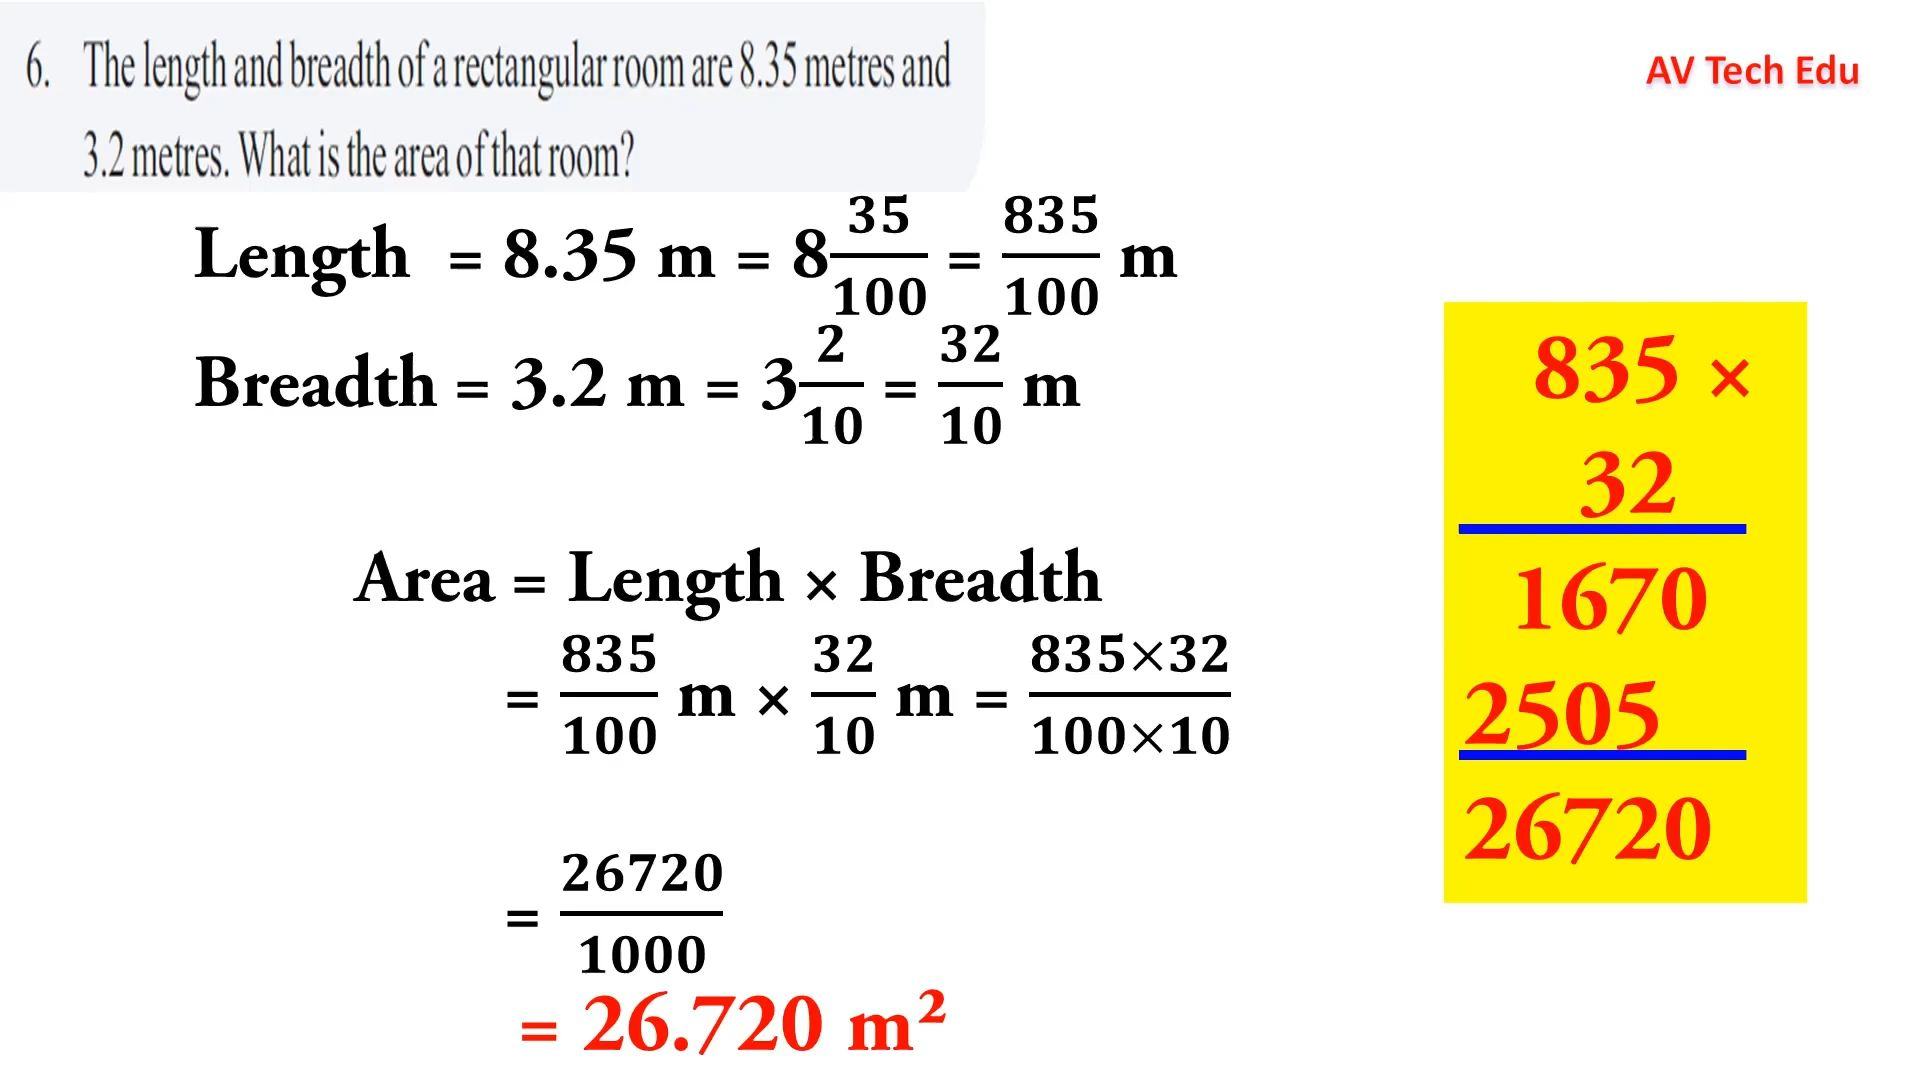 6. The length and breadth of a rectangular room are 8.35 metres and
3.2 metres. What is the area of that room?
AV Tech Edu
Length = 8.35 m = 8 35/100 = 835/100 m
Breadth = 3.2 m = 3 2/10 = 32/10 m
Area = Length × Breadth
= 835/100 m × 32/10 m = 835×32/100×10
= 26720/1000
= 26.720 m²
835 ×
32
1670
2505
26720